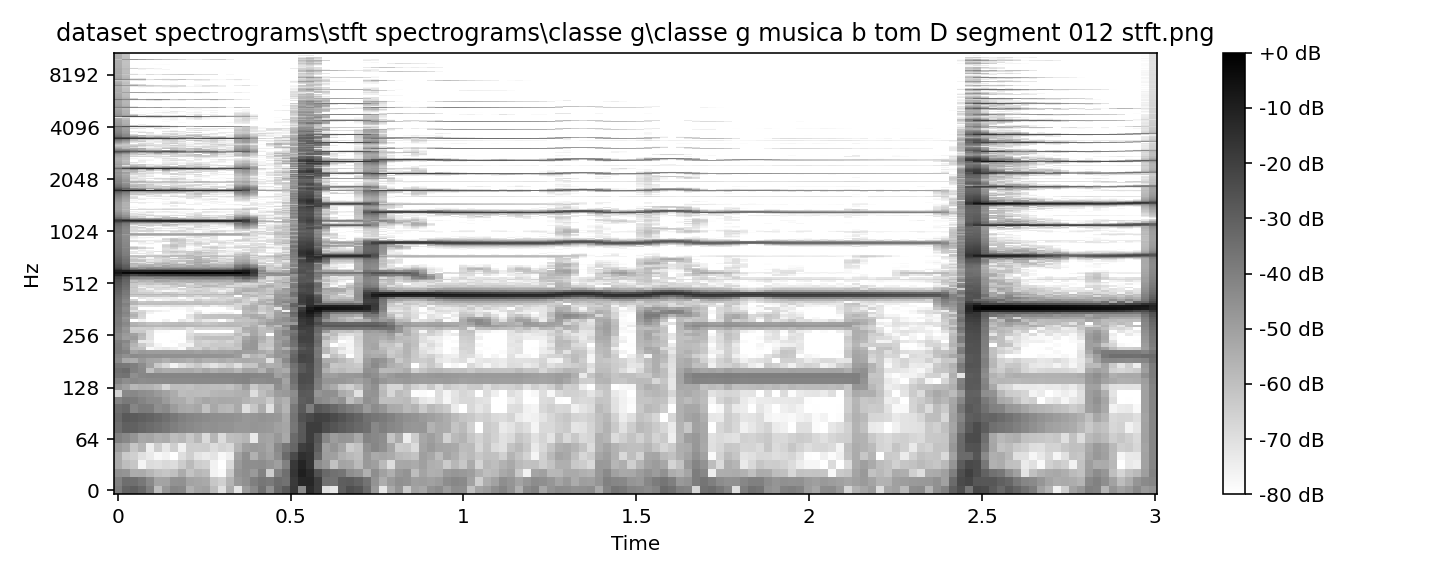 dataset spectrograms\stft spectrograms\classe g\classe g musica b tom D segment 012 stft.png
8192
4096
2048
1024
512
256
128
64
0
Hz
0
0.5
1
1.5
2
2.5
3
Time
+0 dB
-10 dB
-20 dB
-30 dB
-40 dB
-50 dB
-60 dB
-70 dB
-80 dB